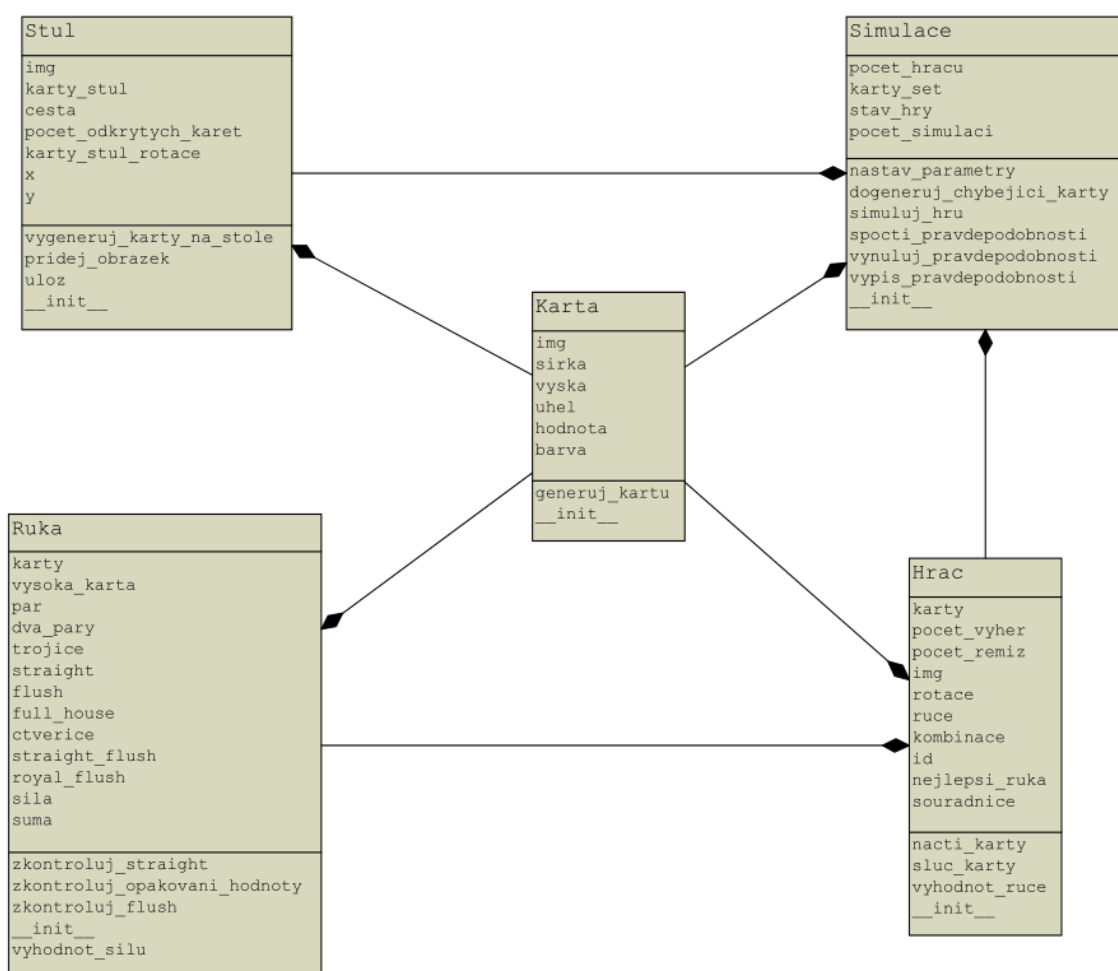 Stul
img
karty_stul
cesta
pocet_odkrytych_karet
karty_stul_rotace
x
y
vygeneruj_karty_na_stole
pridej_obrazek
uloz
__init__
Simulace
pocet_hracu
karty_set
stav_hry
pocet_simulaci
nastav_parametry
dogeneruj_chybejici_karty
simuluj_hru
spocti_pravdepodobnosti
vynuluj_pravdepodobnosti
vypis_pravdepodobnosti
__init__
Karta
img
sirka
vyska
uhel
hodnota
barva
generuj_kartu
__init__
Ruka
karty
vysoka_karta
par
dva_pary
trojice
straight
flush
full_house
ctverice
straight_flush
royal_flush
sila
suma
zkontroluj_straight
zkontroluj_opakovani_hodnoty
zkontroluj_flush
__init__
vyhodnot_silu
Hrac
karty
pocet_vyher
pocet_remiz
img
rotace
ruce
kombinace
id
nejlepsi_ruka
souradnice
nacti_karty
sluc_karty
vyhodnot_ruce
__init__